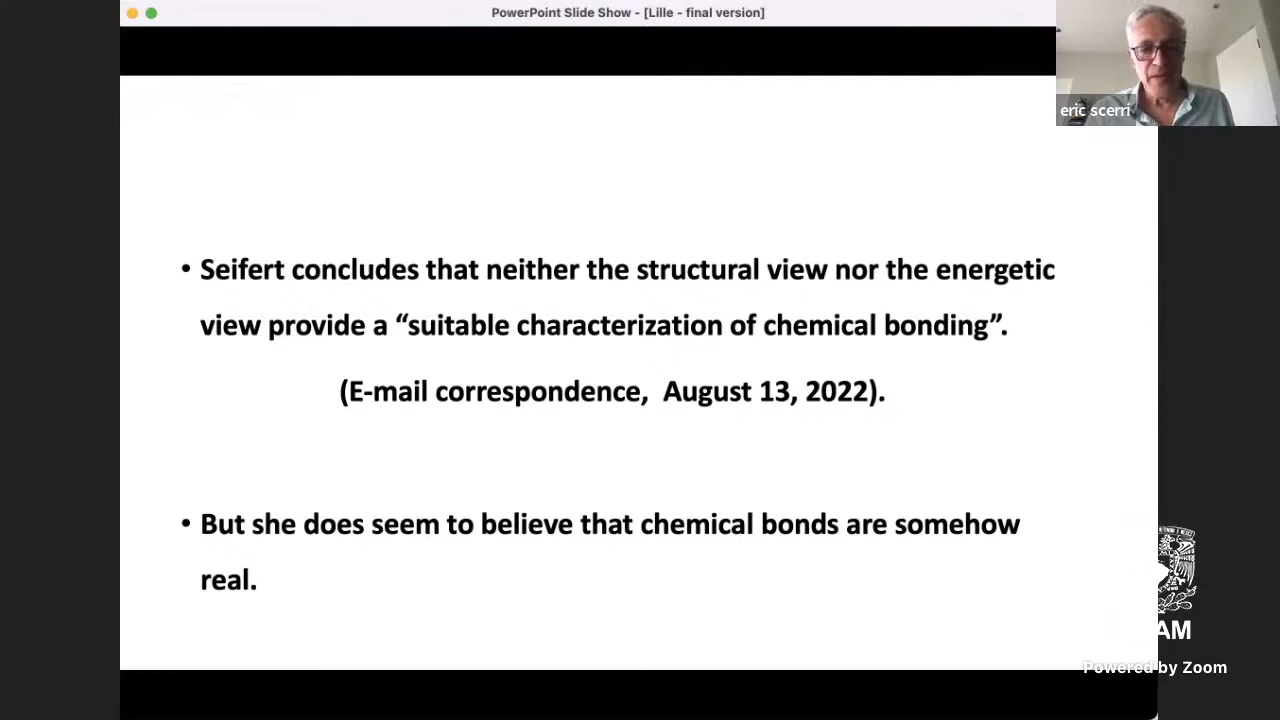 PowerPoint Slide Show - [Lille - final version]
eric scerri
• Seifert concludes that neither the structural view nor the energetic
view provide a “suitable characterization of chemical bonding”.
(E-mail correspondence, August 13, 2022).
• But she does seem to believe that chemical bonds are somehow
real.
AM
Powered by Zoom